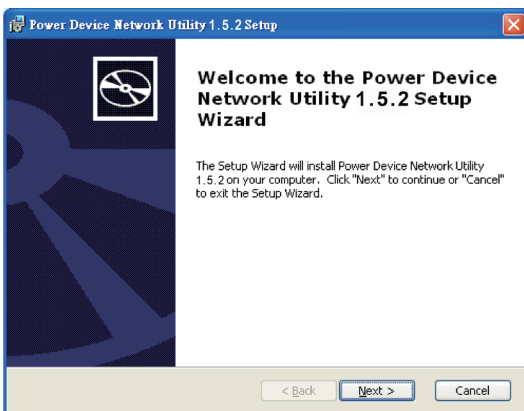 Power Device Network Utility 1.5.2 Setup
Welcome to the Power Device
Network Utility 1.5.2 Setup
Wizard
The Setup Wizard will install Power Device Network Utility
1.5.2 on your computer. Click "Next" to continue or "Cancel"
to exit the Setup Wizard.
< Back Next > Cancel